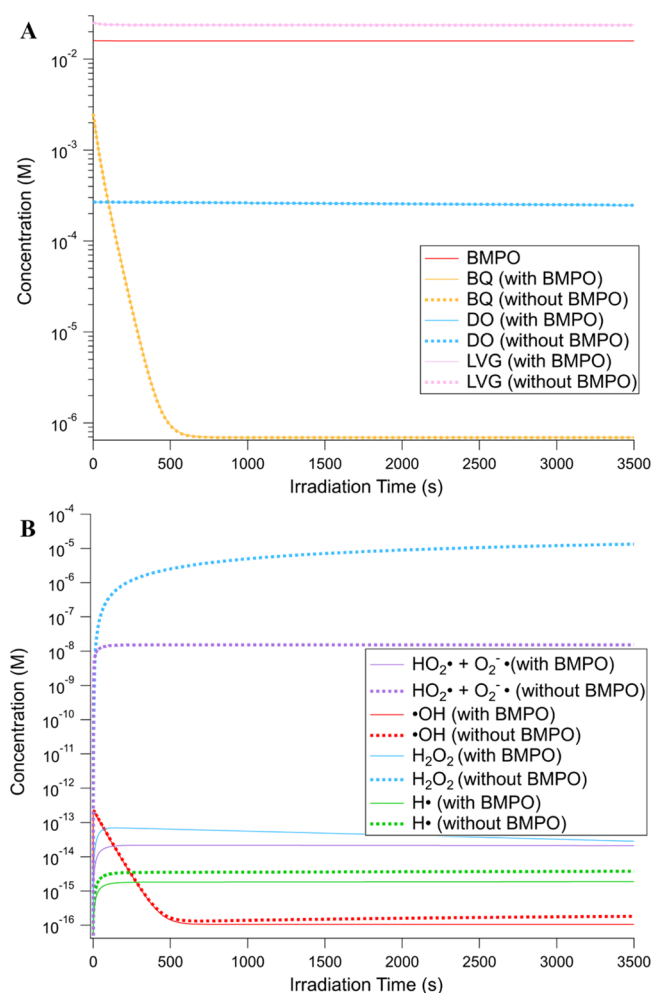 A
Concentration (M)
10⁻²
10⁻³
10⁻⁴
10⁻⁵
10⁻⁶
BMPO
BQ (with BMPO)
BQ (without BMPO)
DO (with BMPO)
DO (without BMPO)
LVG (with BMPO)
LVG (without BMPO)
0 500 1000 1500 2000 2500 3000 3500
Irradiation Time (s)
B
Concentration (M)
10⁻⁴
10⁻⁵
10⁻⁶
10⁻⁷
10⁻⁸
10⁻⁹
10⁻¹⁰
10⁻¹¹
10⁻¹²
10⁻¹³
10⁻¹⁴
10⁻¹⁵
10⁻¹⁶
HO₂• + O₂⁻•(with BMPO)
HO₂• + O₂⁻• (without BMPO)
•OH (with BMPO)
•OH (without BMPO)
H₂O₂ (with BMPO)
H₂O₂ (without BMPO)
H• (with BMPO)
H• (without BMPO)
0 500 1000 1500 2000 2500 3000 3500
Irradiation Time (s)